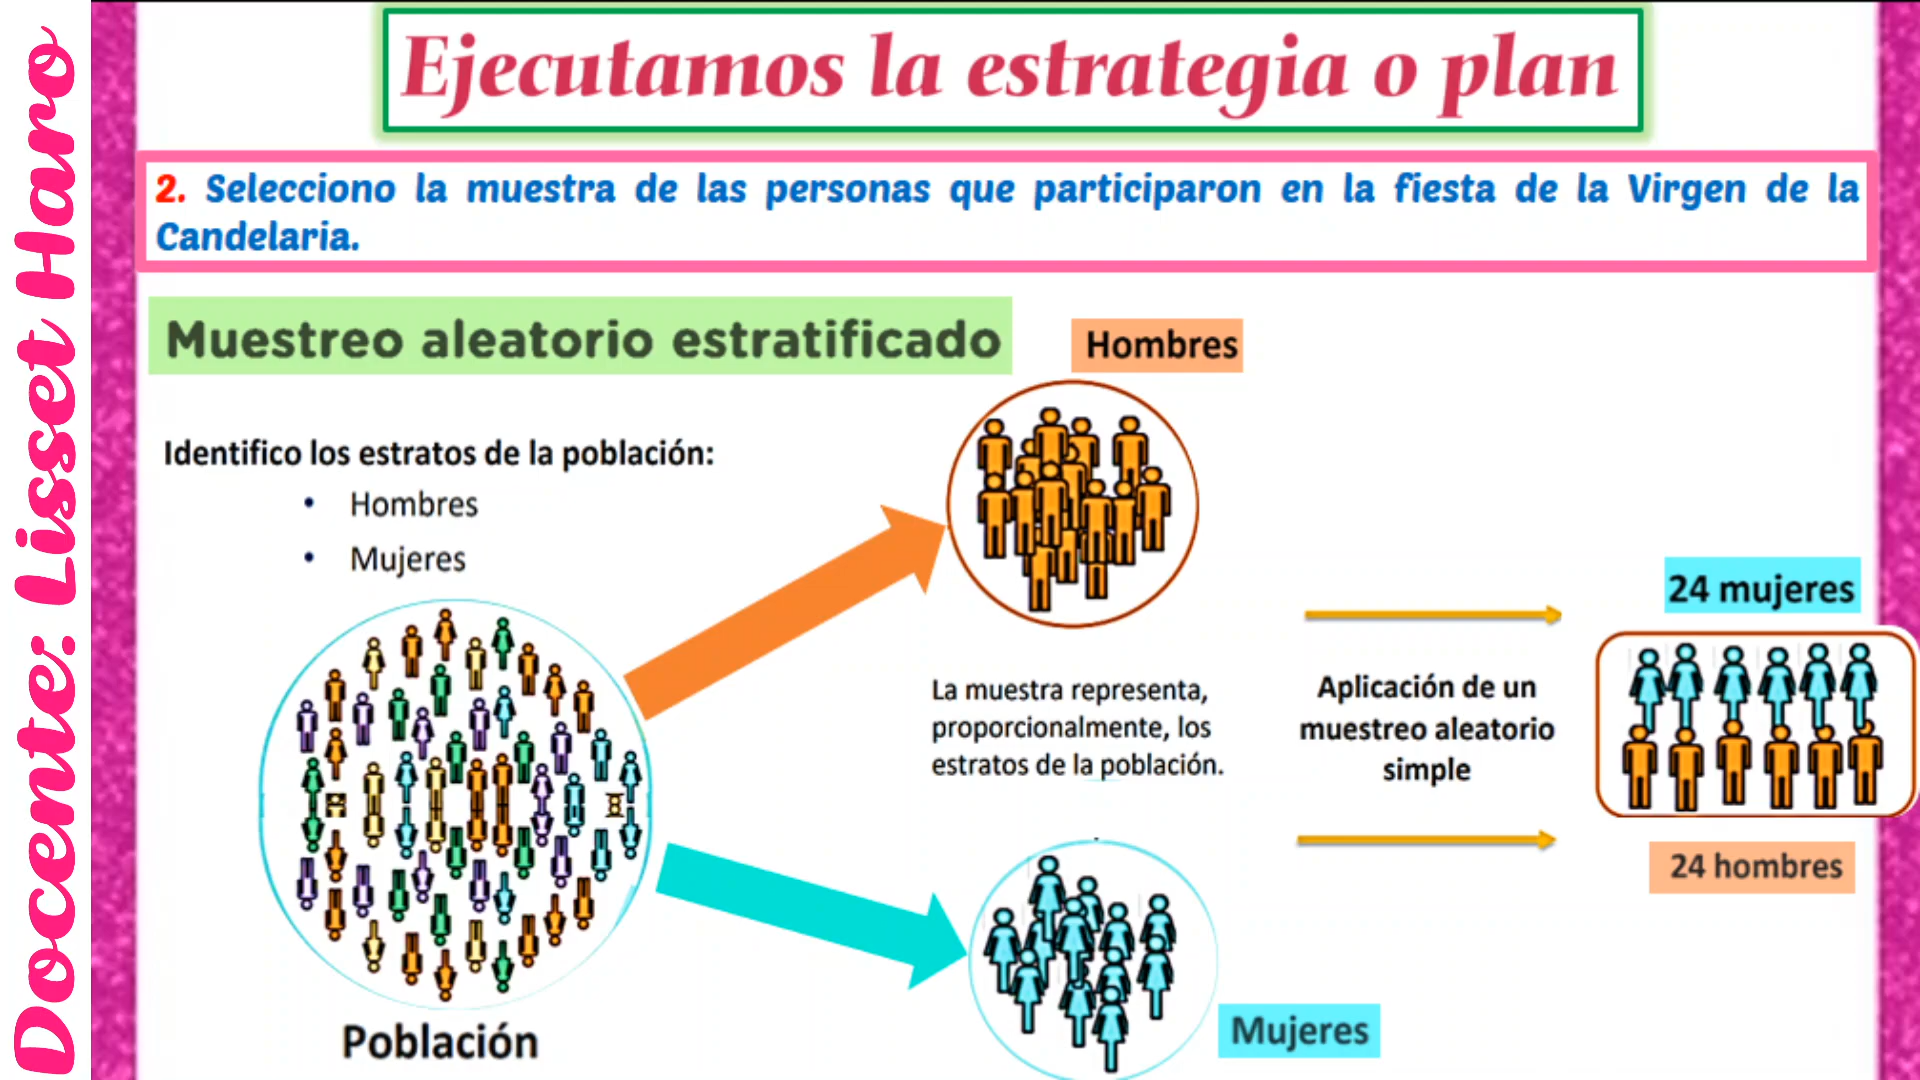 Docente: Lisset Haro
Ejecutamos la estrategia o plan
2. Selecciono la muestra de las personas que participaron en la fiesta de la Virgen de la
Candelaria.
Muestreo aleatorio estratificado
Hombres
Identifico los estratos de la población:
• Hombres
• Mujeres
24 mujeres
La muestra representa,
proporcionalmente, los
estratos de la población.
Aplicación de un
muestreo aleatorio
simple
24 hombres
Población
Mujeres